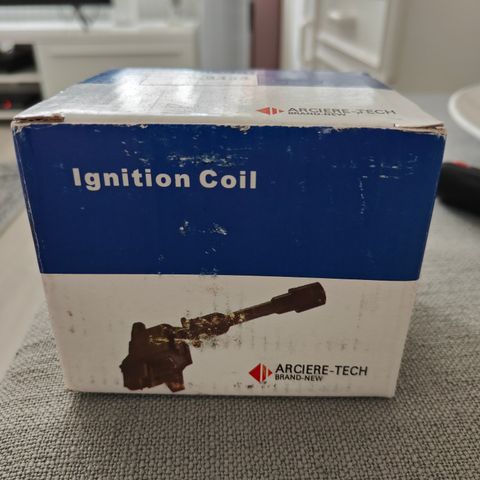 ARCIERE-TECH
BRAND-NEW
Ignition Coil
ARCIERE-TECH
BRAND-NEW